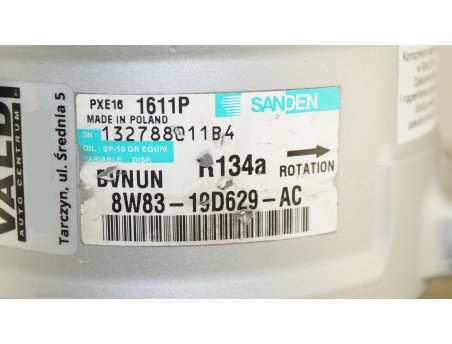 VALDI
AUTO CENTRUM
Tarczyn, ul. Średnia 5
PXE16 1611P
SANDEN
MADE IN POLAND
SN: 132788011B4
OIL: SP-10 OR EQUIV.
VARIABLE DISP.
BVNUN R134a
ROTATION
8W83-19D629-AC